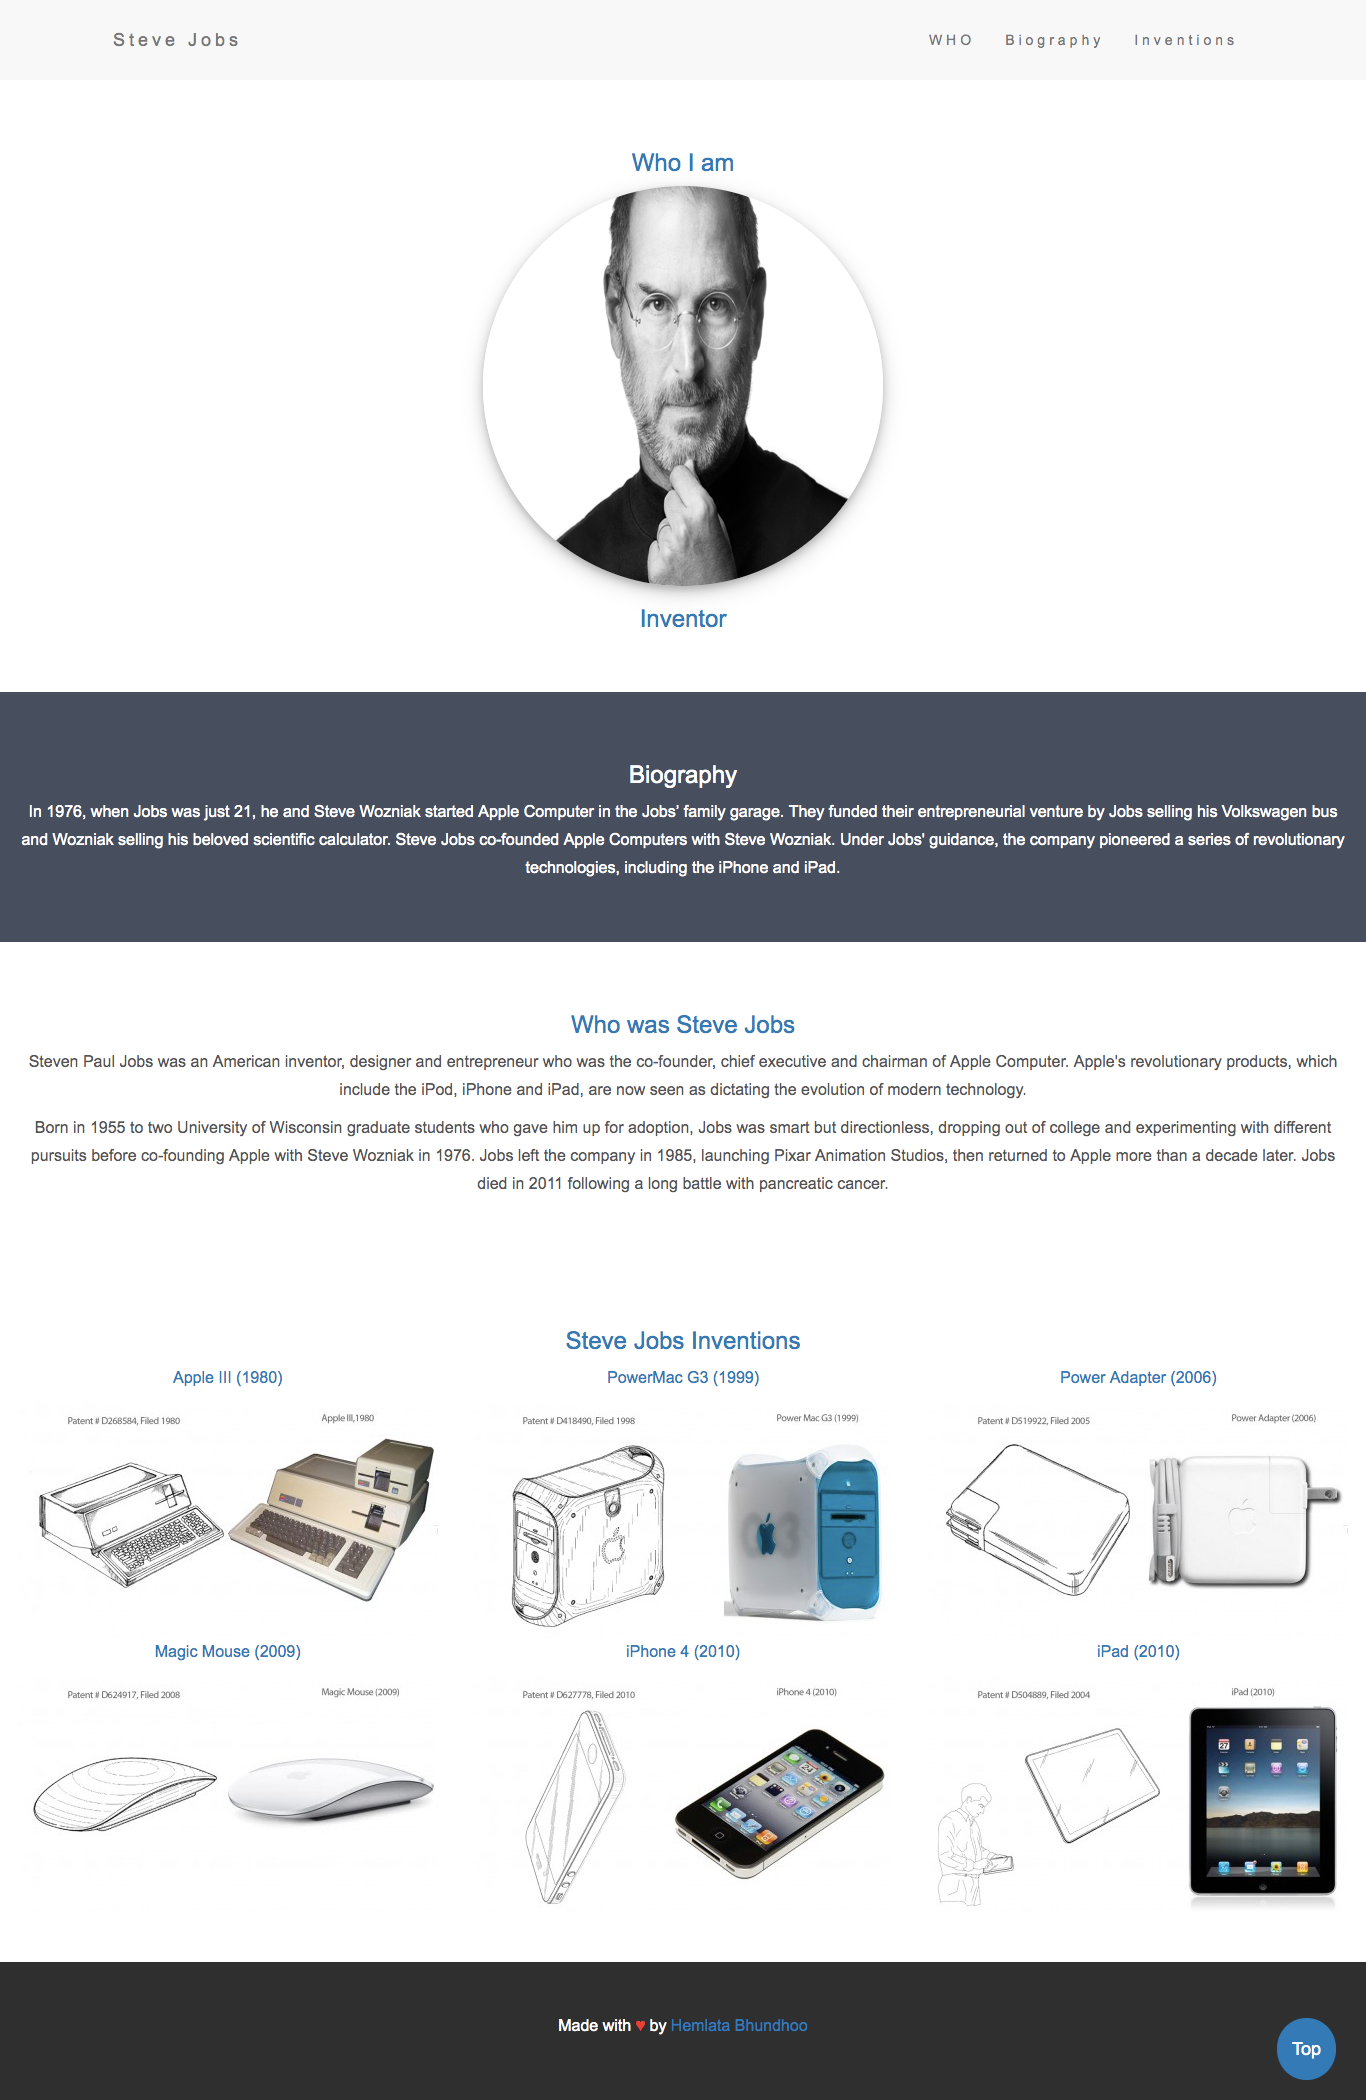 Steve Jobs
WHO Biography Inventions
Who I am
Inventor
Biography
In 1976, when Jobs was just 21, he and Steve Wozniak started Apple Computer in the Jobs' family garage. They funded their entrepreneurial venture by Jobs selling his Volkswagen bus
and Wozniak selling his beloved scientific calculator. Steve Jobs co-founded Apple Computers with Steve Wozniak. Under Jobs' guidance, the company pioneered a series of revolutionary
technologies, including the iPhone and iPad.
Who was Steve Jobs
Steven Paul Jobs was an American inventor, designer and entrepreneur who was the co-founder, chief executive and chairman of Apple Computer. Apple's revolutionary products, which
include the iPod, iPhone and iPad, are now seen as dictating the evolution of modern technology.
Born in 1955 to two University of Wisconsin graduate students who gave him up for adoption, Jobs was smart but directionless, dropping out of college and experimenting with different
pursuits before co-founding Apple with Steve Wozniak in 1976. Jobs left the company in 1985, launching Pixar Animation Studios, then returned to Apple more than a decade later. Jobs
died in 2011 following a long battle with pancreatic cancer.
Steve Jobs Inventions
Apple III (1980)
Patent # D268584, Filed 1980
Apple III,1980
PowerMac G3 (1999)
Patent # D418490, Filed 1998
Power Mac G3 (1999)
G3
Power Adapter (2006)
Patent # D519922, Filed 2005
Power Adapter (2006)
Magic Mouse (2009)
Patent # D624917, Filed 2008
Magic Mouse (2009)
iPhone 4 (2010)
Patent # D627778, Filed 2010
iPhone 4 (2010)
iPad (2010)
Patent # D504889, Filed 2004
iPad (2010)
27
Made with ♥ by Hemlata Bhundhoo
Top